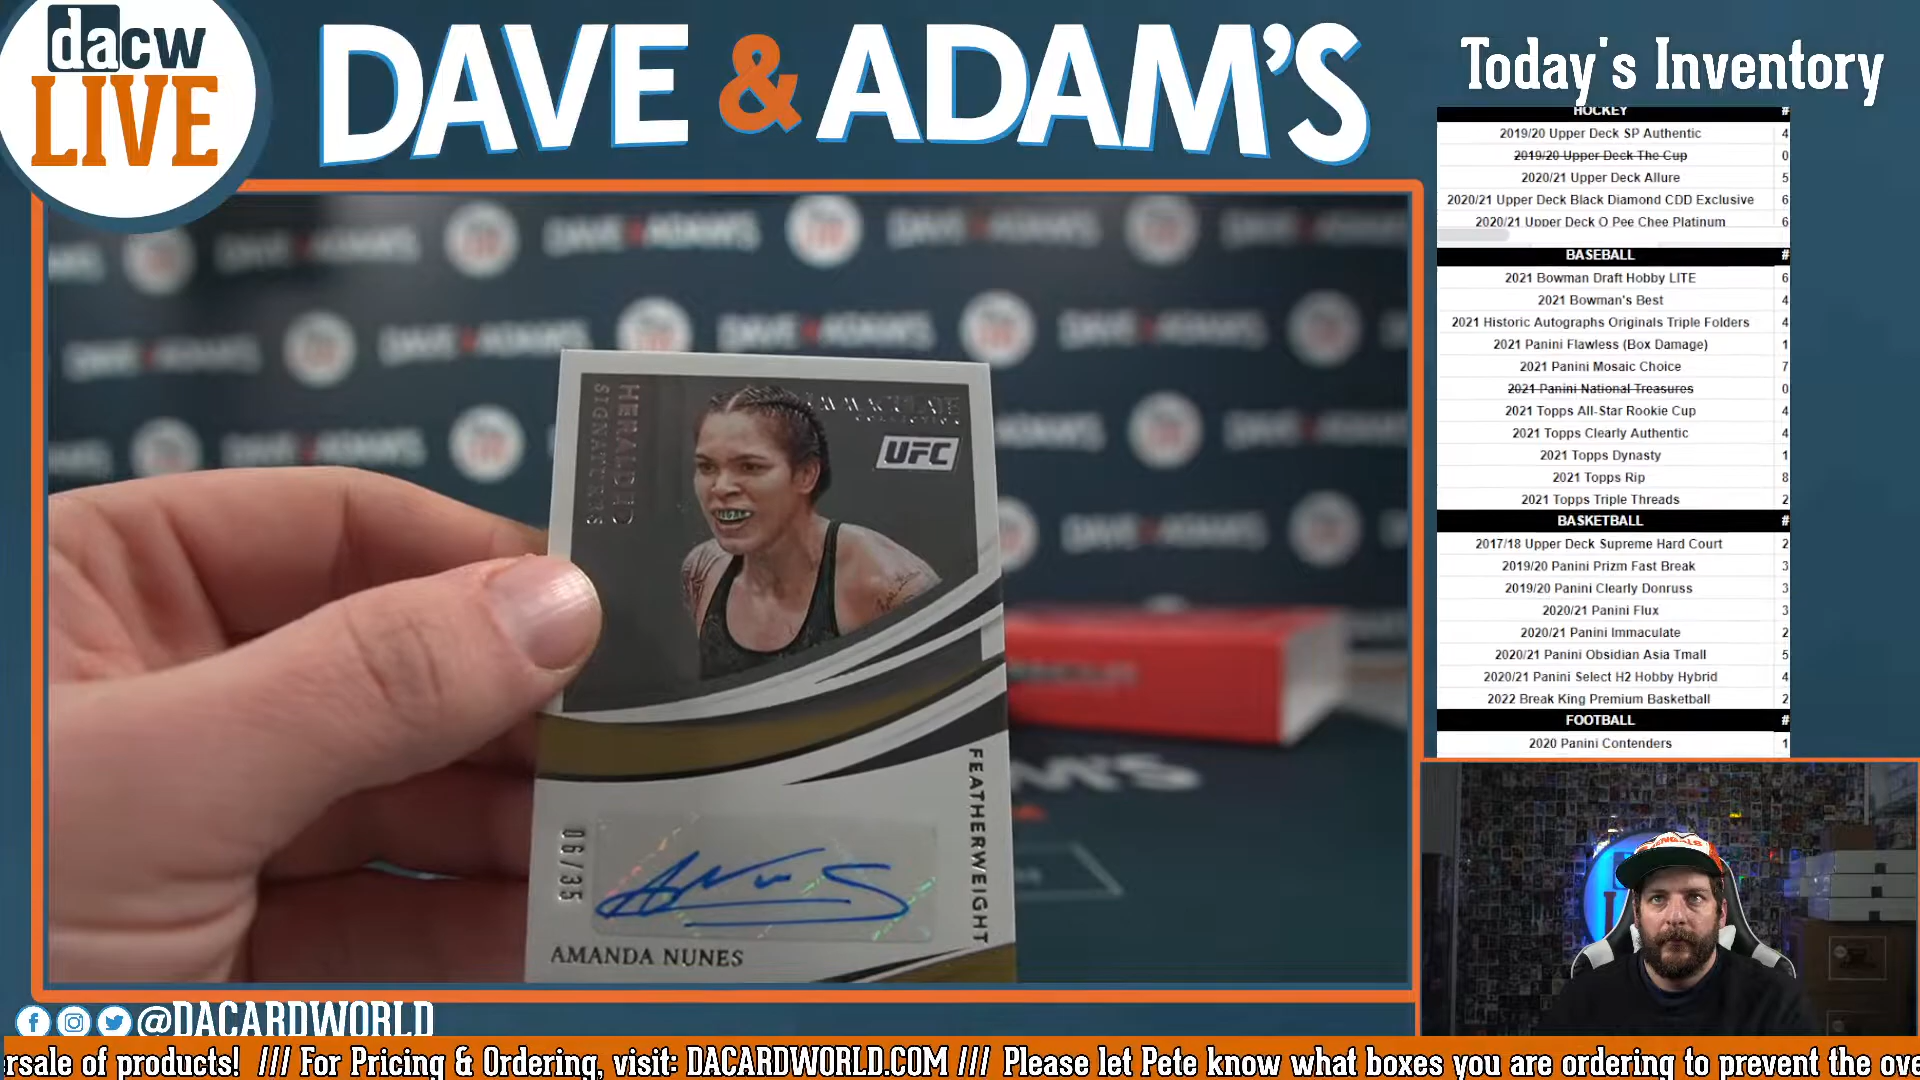 dacw
LIVE
DAVE & ADAM'S
Today's Inventory
HOCKEY #
2019/20 Upper Deck SP Authentic 4
2019/20 Upper Deck The Cup 0
2020/21 Upper Deck Allure 5
2020/21 Upper Deck Black Diamond CDD Exclusive 6
2020/21 Upper Deck O Pee Chee Platinum 6
BASEBALL #
2021 Bowman Draft Hobby LITE 6
2021 Bowman's Best 4
2021 Historic Autographs Originals Triple Folders 4
2021 Panini Flawless (Box Damage) 1
2021 Panini Mosaic Choice 7
2021 Panini National Treasures 0
2021 Topps All-Star Rookie Cup 4
2021 Topps Clearly Authentic 4
2021 Topps Dynasty 1
2021 Topps Rip 8
2021 Topps Triple Threads 2
BASKETBALL #
2017/18 Upper Deck Supreme Hard Court 2
2019/20 Panini Prizm Fast Break 3
2019/20 Panini Clearly Donruss 3
2020/21 Panini Flux 3
2020/21 Panini Immaculate 2
2020/21 Panini Obsidian Asia Tmall 5
2020/21 Panini Select H2 Hobby Hybrid 4
2022 Break King Premium Basketball 2
FOOTBALL #
2020 Panini Contenders 1
HERALDED
SIGNATURES
IMMACULATE
COLLECTION
UFC
FEATHERWEIGHT
06/35
AMANDA NUNES
@DACARDWORLD
rsale of products! /// For Pricing & Ordering, visit: DACARDWORLD.COM /// Please let Pete know what boxes you are ordering to prevent the ove